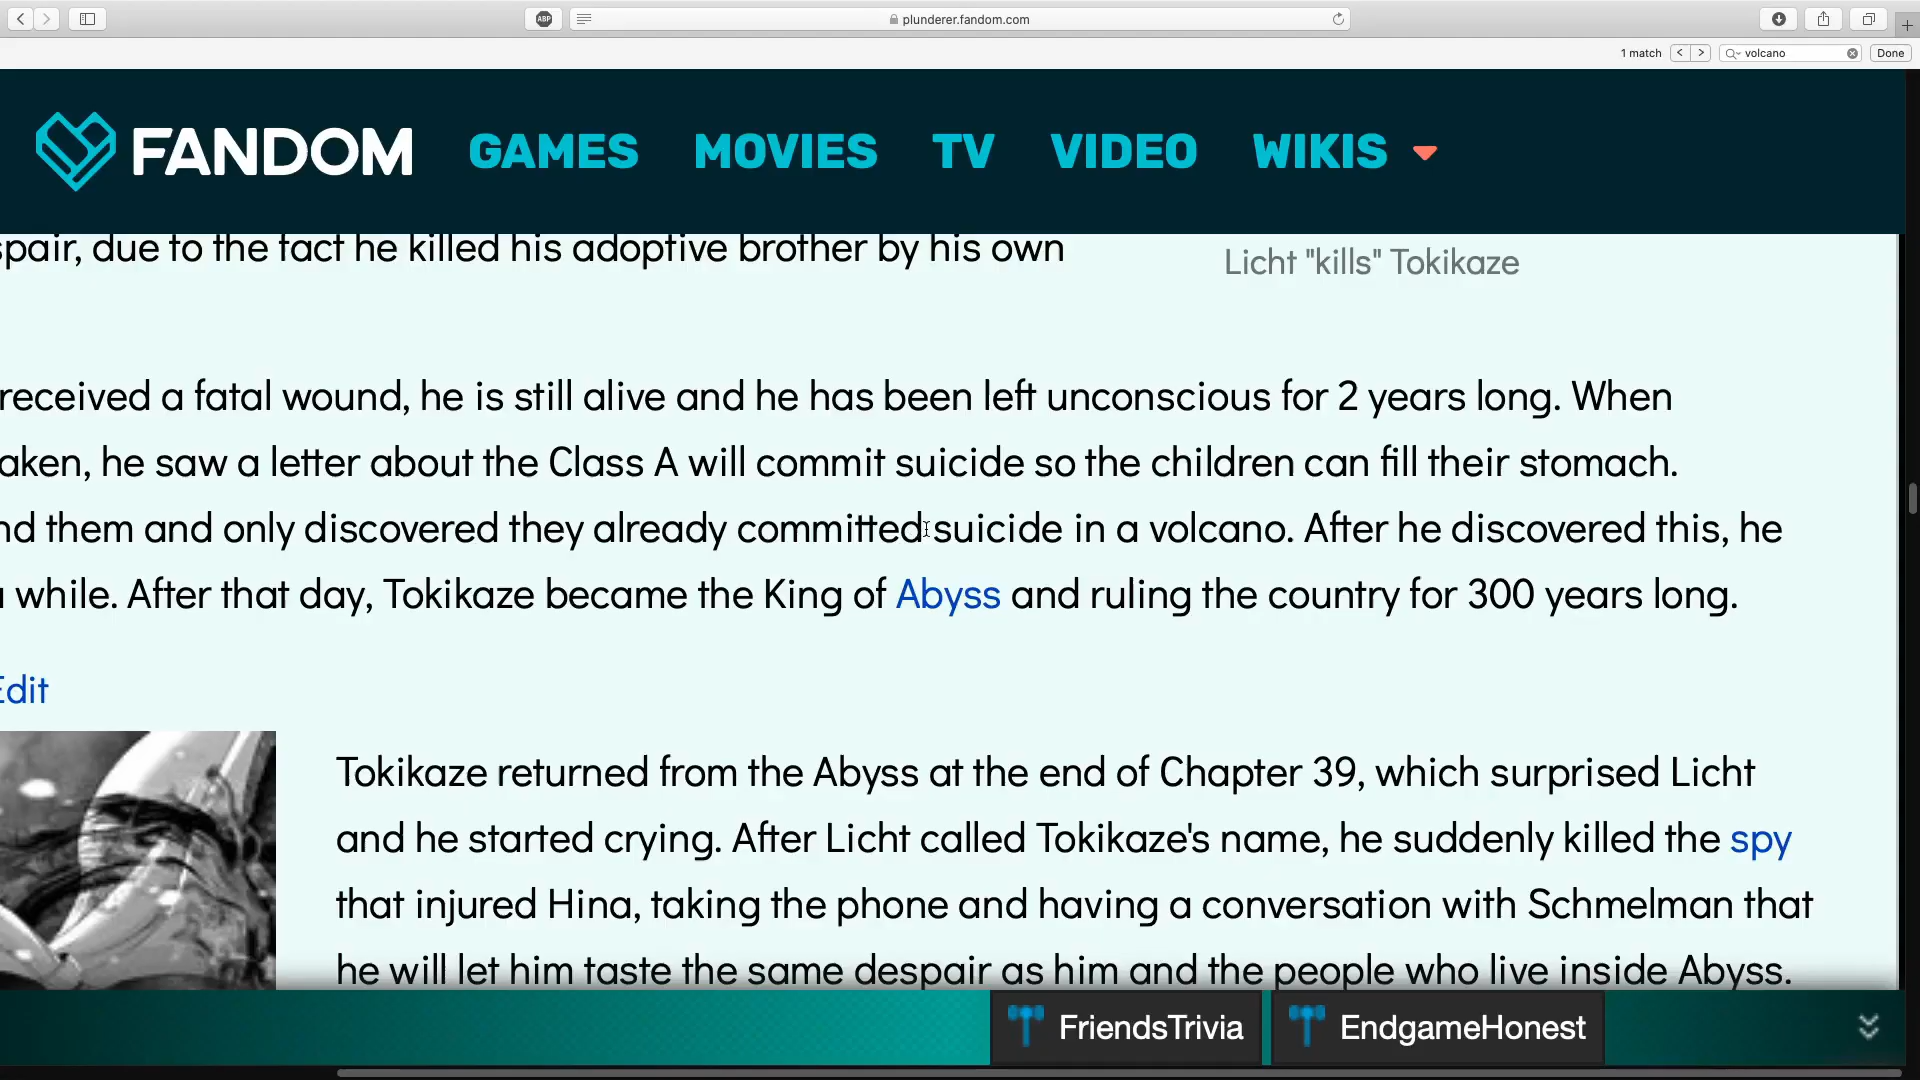 ABP
plunderer.fandom.com
1 match
volcano
Done
FANDOM
GAMES
MOVIES
TV
VIDEO
WIKIS
spair, due to the fact he killed his adoptive brother by his own
Licht "kills" Tokikaze
received a fatal wound, he is still alive and he has been left unconscious for 2 years long. When
aken, he saw a letter about the Class A will commit suicide so the children can fill their stomach.
nd them and only discovered they already committed suicide in a volcano. After he discovered this, he
while. After that day, Tokikaze became the King of Abyss and ruling the country for 300 years long.
Edit
Tokikaze returned from the Abyss at the end of Chapter 39, which surprised Licht
and he started crying. After Licht called Tokikaze's name, he suddenly killed the spy
that injured Hina, taking the phone and having a conversation with Schmelman that
he will let him taste the same despair as him and the people who live inside Abyss.
FriendsTrivia
EndgameHonest